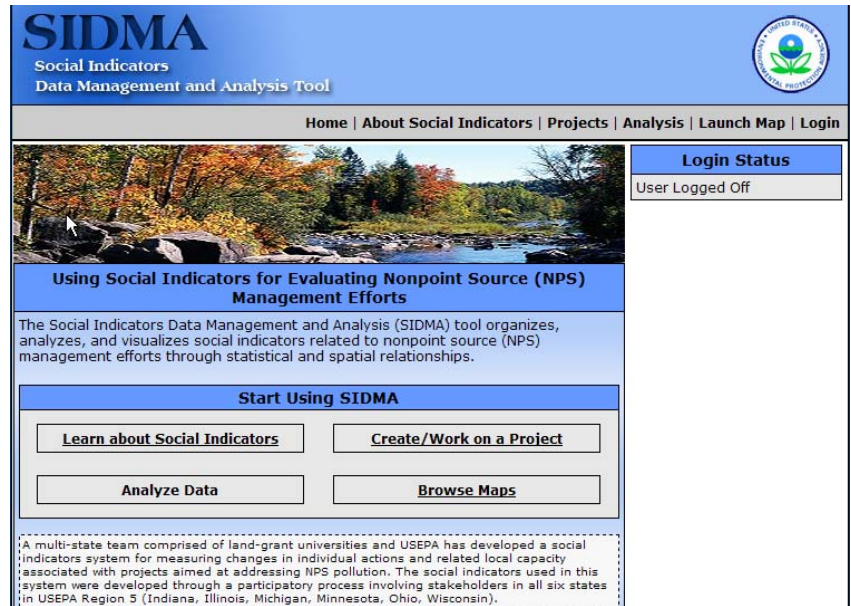 SIDMA
Social Indicators
Data Management and Analysis Tool
UNITED STATES
ENVIRONMENTAL PROTECTION AGENCY
Home | About Social Indicators | Projects | Analysis | Launch Map | Login
Login Status
User Logged Off
Using Social Indicators for Evaluating Nonpoint Source (NPS)
Management Efforts
The Social Indicators Data Management and Analysis (SIDMA) tool organizes,
analyzes, and visualizes social indicators related to nonpoint source (NPS)
management efforts through statistical and spatial relationships.
Start Using SIDMA
Learn about Social Indicators
Create/Work on a Project
Analyze Data
Browse Maps
A multi-state team comprised of land-grant universities and USEPA has developed a social
indicators system for measuring changes in individual actions and related local capacity
associated with projects aimed at addressing NPS pollution. The social indicators used in this
system were developed through a participatory process involving stakeholders in all six states
in USEPA Region 5 (Indiana, Illinois, Michigan, Minnesota, Ohio, Wisconsin).